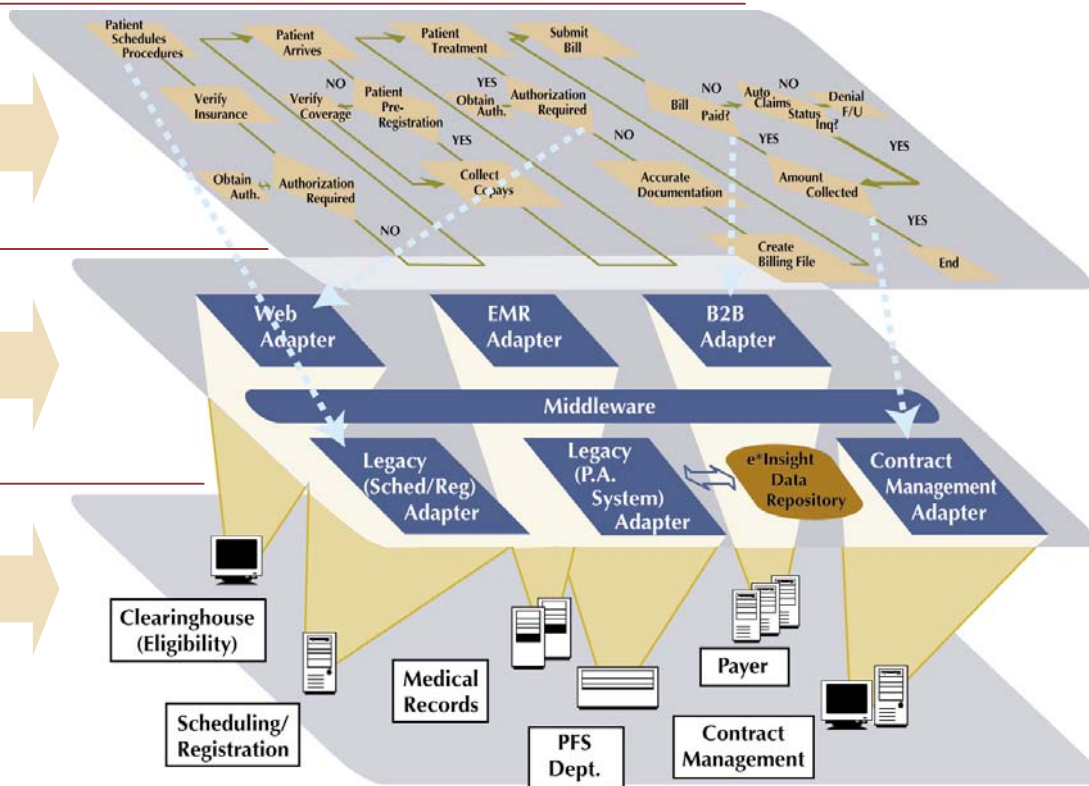 Patient
Schedules
Procedures
Patient
Arrives
Patient
Treatment
Submit
Bill
Verify
Insurance
NO
Verify
Coverage
Patient
Pre-
Registration
YES
YES
Obtain
Auth.
Authorization
Required
NO
Bill
Paid?
NO
YES
Auto
Claims
Status
Inq?
NO
Denial
F/U
YES
Obtain
Auth.
Authorization
Required
NO
Collect
Copays
Accurate
Documentation
Amount
Collected
YES
Create
Billing File
End
Web
Adapter
EMR
Adapter
B2B
Adapter
Middleware
Legacy
(Sched/Reg)
Adapter
Legacy
(P.A.
System)
Adapter
e*Insight
Data
Repository
Contract
Management
Adapter
Clearinghouse
(Eligibility)
Scheduling/
Registration
Medical
Records
PFS
Dept.
Payer
Contract
Management